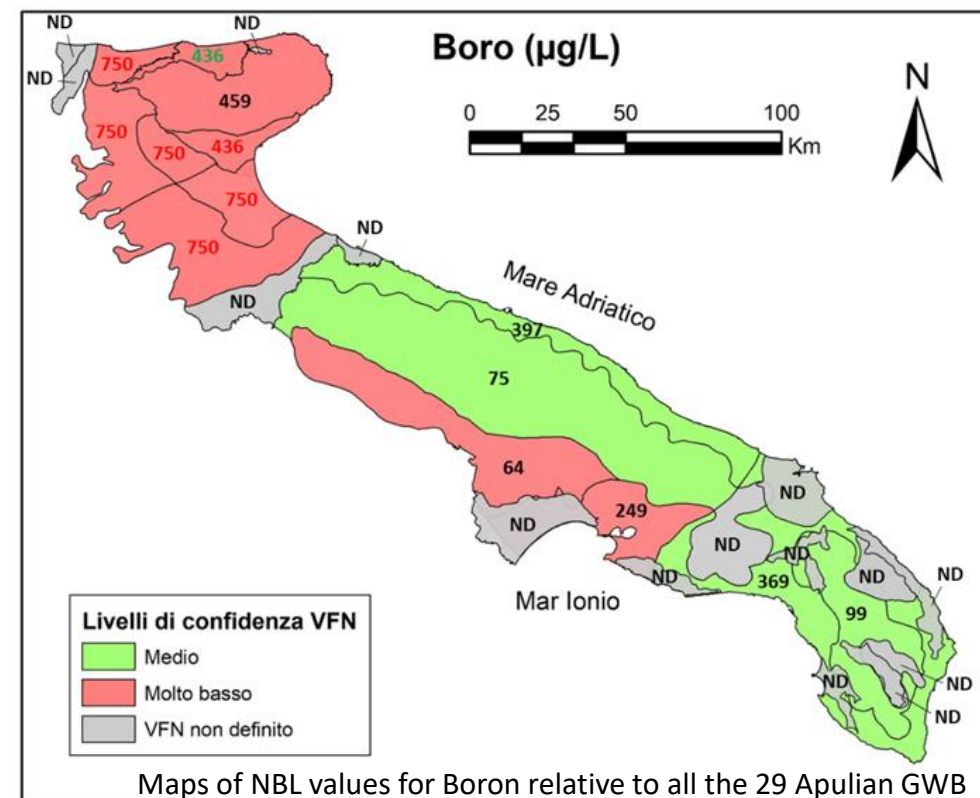 ND
ND
ND
Boro (µg/L)
N
0 25 50 100
Km
750
436
459
750
750
436
750
750
ND
ND
Mare Adriatico
397
75
64
249
ND
ND
ND
ND
ND
369
ND
ND
99
ND
ND
ND
ND
Mar Ionio
Livelli di confidenza VFN
Medio
Molto basso
VFN non definito
Maps of NBL values for Boron relative to all the 29 Apulian GWB